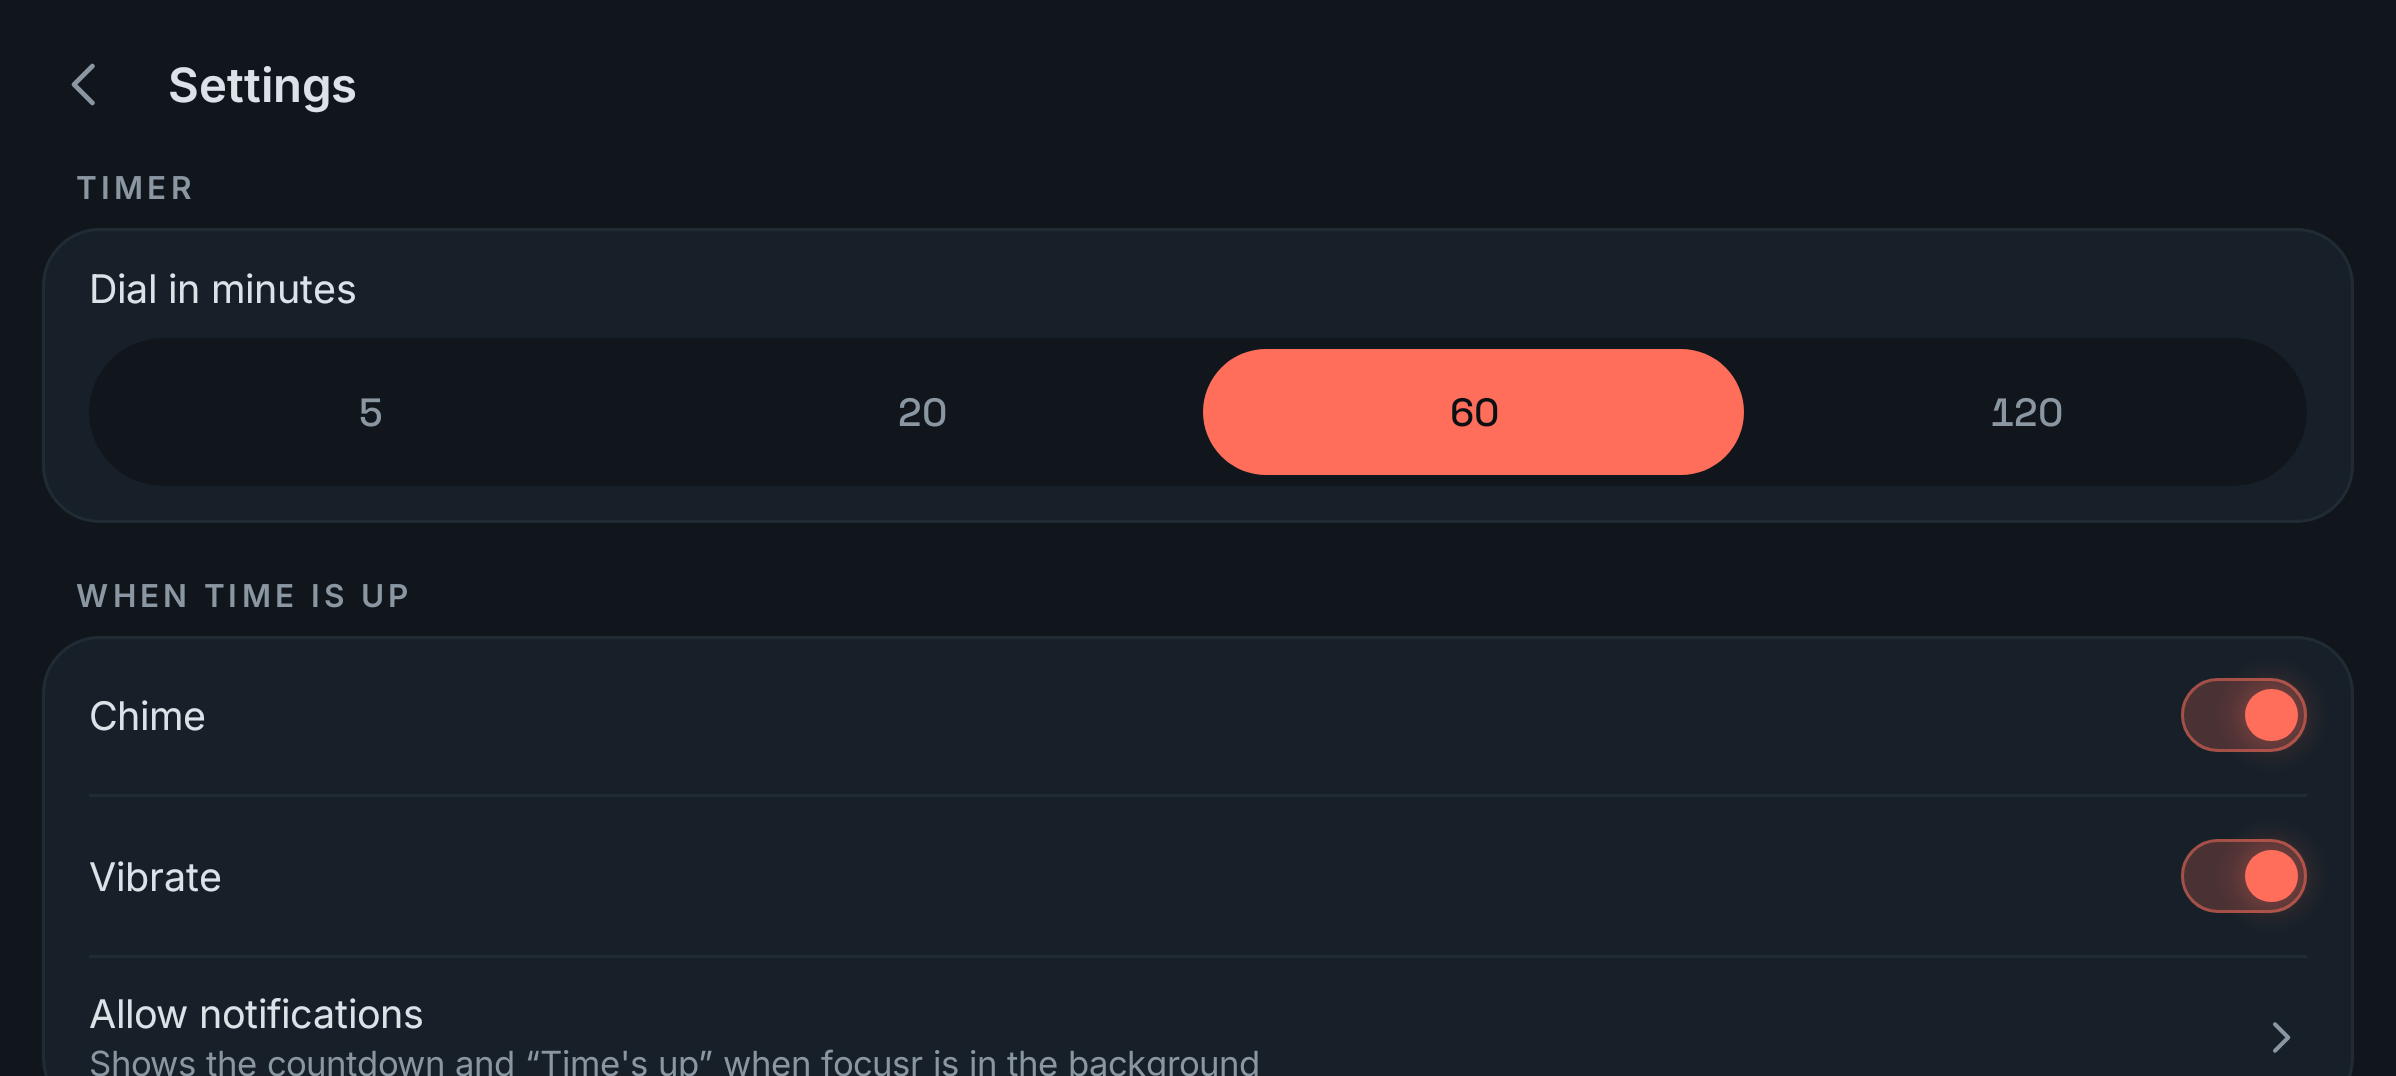 Settings
TIMER
Dial in minutes
5 20 60 120
WHEN TIME IS UP
Chime
Vibrate
Allow notifications
Shows the countdown and “Time's up” when focusr is in the background